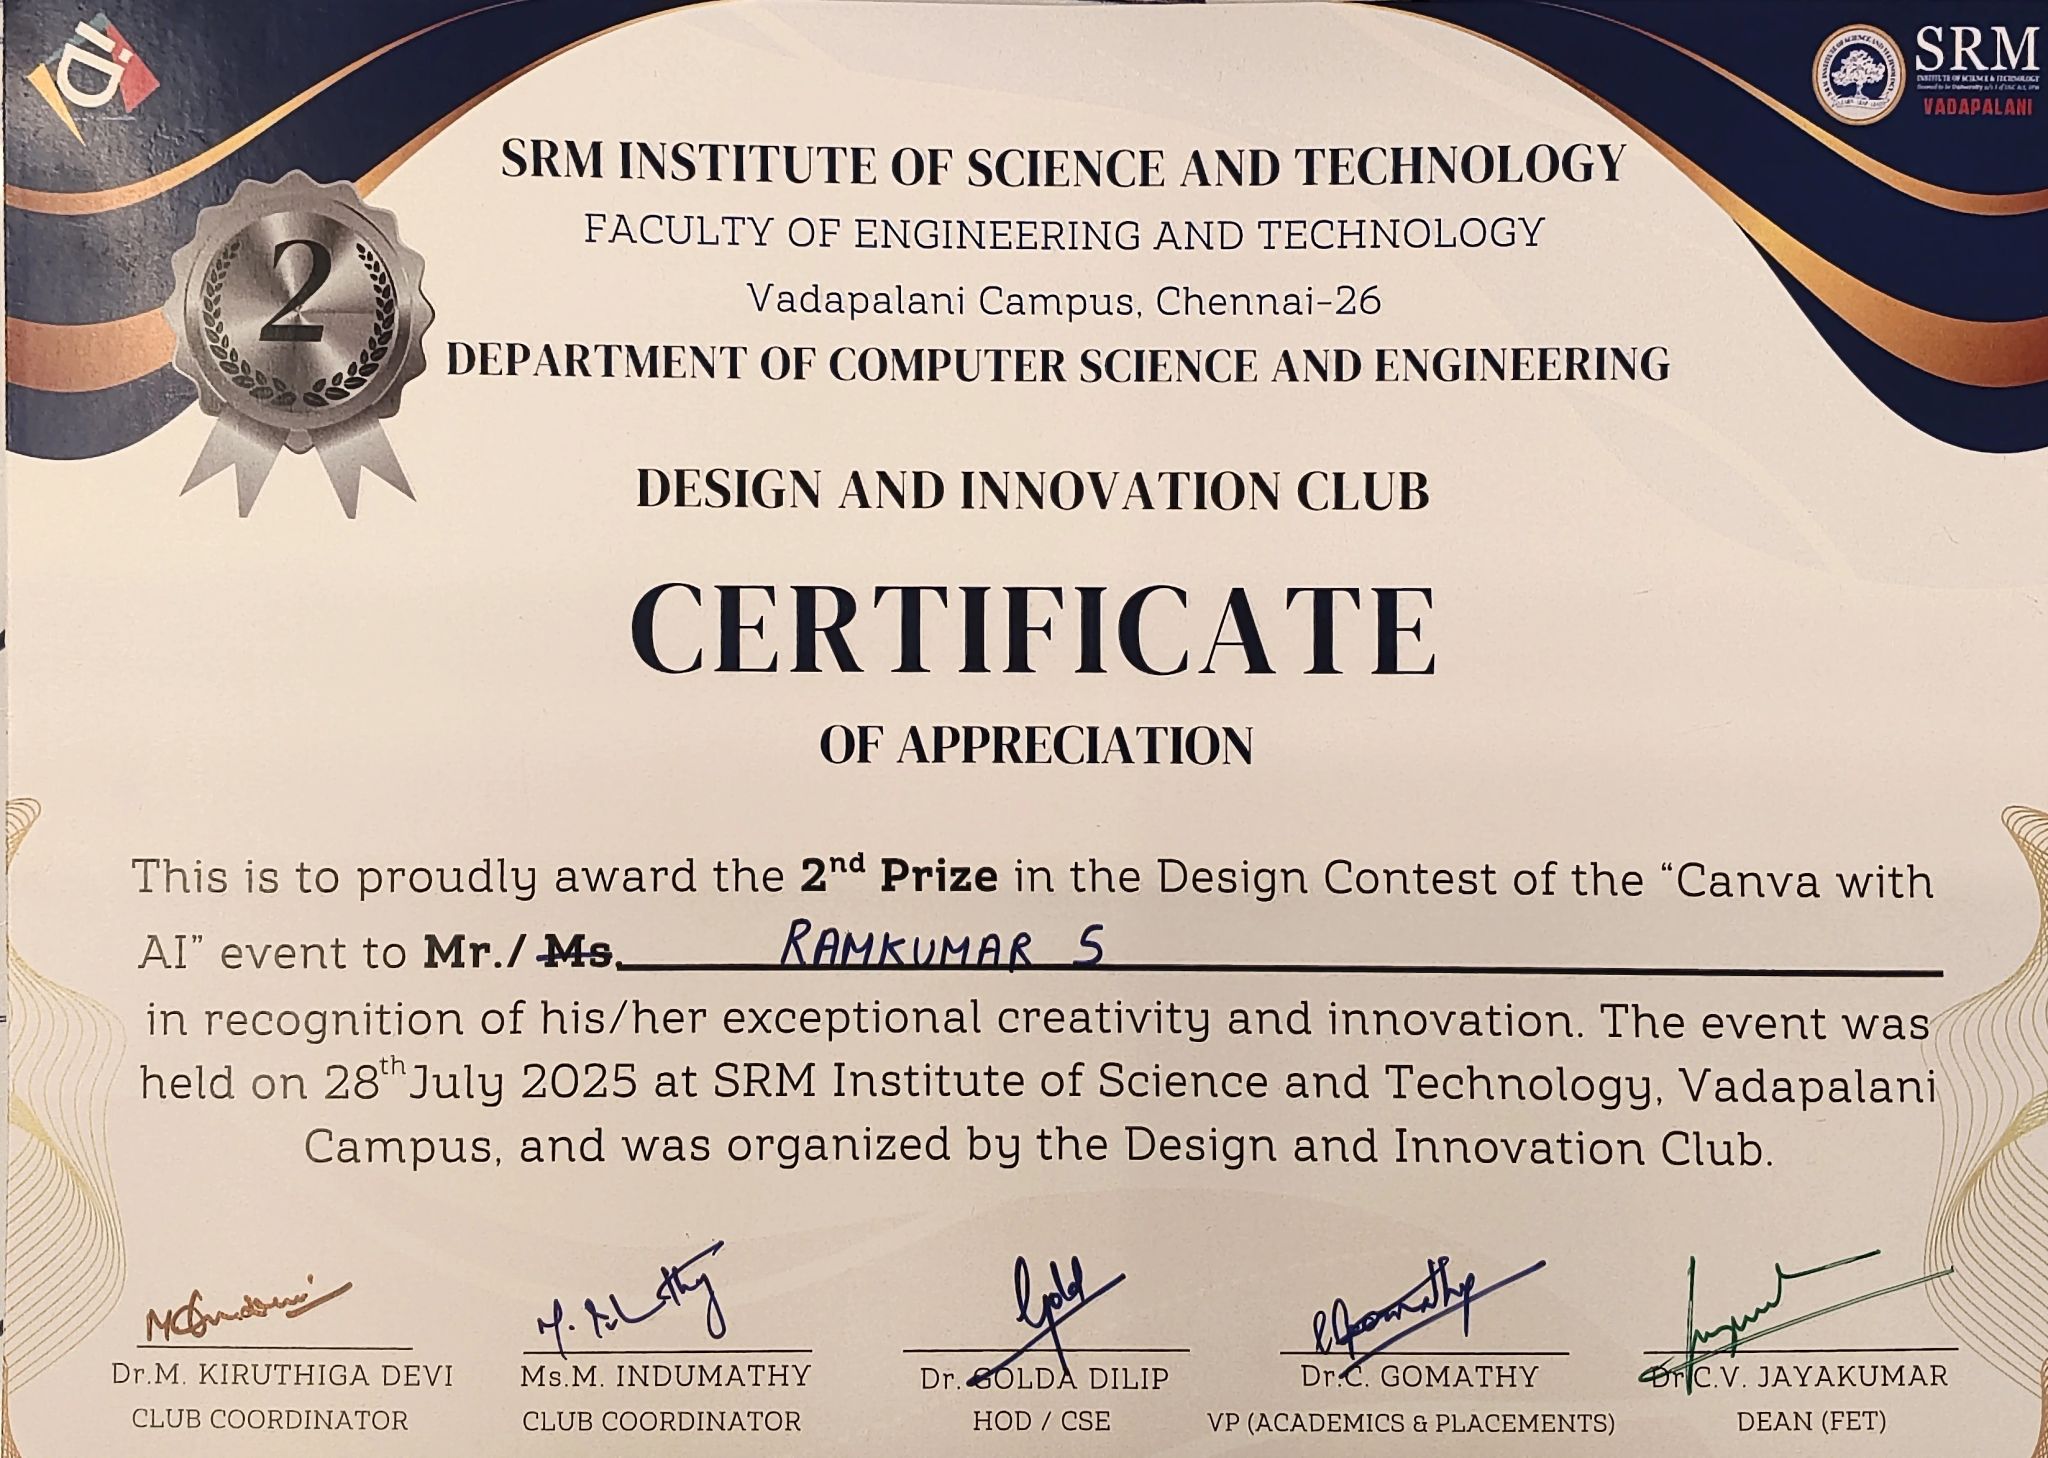 SRM
INSTITUTE OF SCIENCE & TECHNOLOGY
VADAPALANI
SRM INSTITUTE OF SCIENCE AND TECHNOLOGY
FACULTY OF ENGINEERING AND TECHNOLOGY
Vadapalani Campus, Chennai-26
DEPARTMENT OF COMPUTER SCIENCE AND ENGINEERING
2
DESIGN AND INNOVATION CLUB
CERTIFICATE
OF APPRECIATION
This is to proudly award the 2nd Prize in the Design Contest of the “Canva with
AI” event to Mr./ Ms. RAMKUMAR S
in recognition of his/her exceptional creativity and innovation. The event was
held on 28th July 2025 at SRM Institute of Science and Technology, Vadapalani
Campus, and was organized by the Design and Innovation Club.
Dr.M. KIRUTHIGA DEVI Ms.M. INDUMATHY Dr. GOLDA DILIP Dr.C. GOMATHY Dr.C.V. JAYAKUMAR
CLUB COORDINATOR CLUB COORDINATOR HOD / CSE VP (ACADEMICS & PLACEMENTS) DEAN (FET)